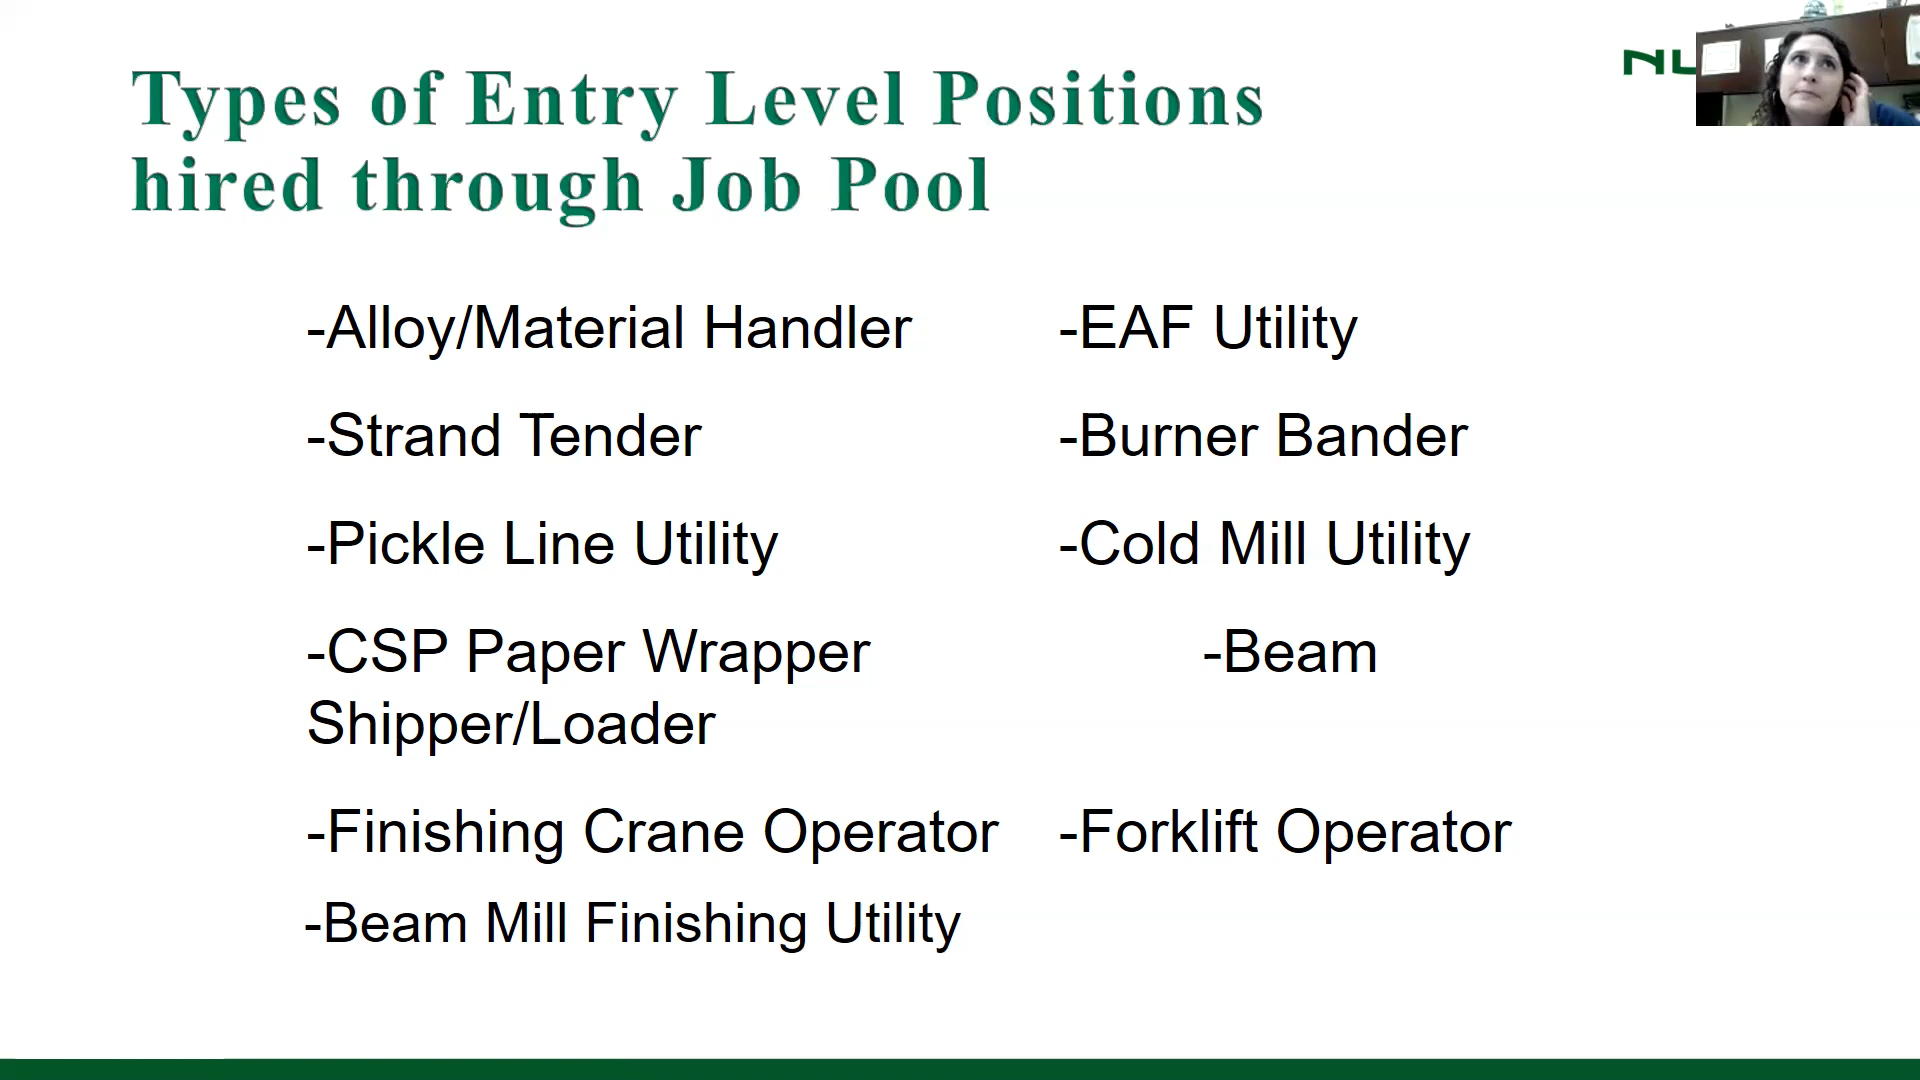 Types of Entry Level Positions
hired through Job Pool
NU
-Alloy/Material Handler -EAF Utility
-Strand Tender -Burner Bander
-Pickle Line Utility -Cold Mill Utility
-CSP Paper Wrapper -Beam
Shipper/Loader
-Finishing Crane Operator -Forklift Operator
-Beam Mill Finishing Utility